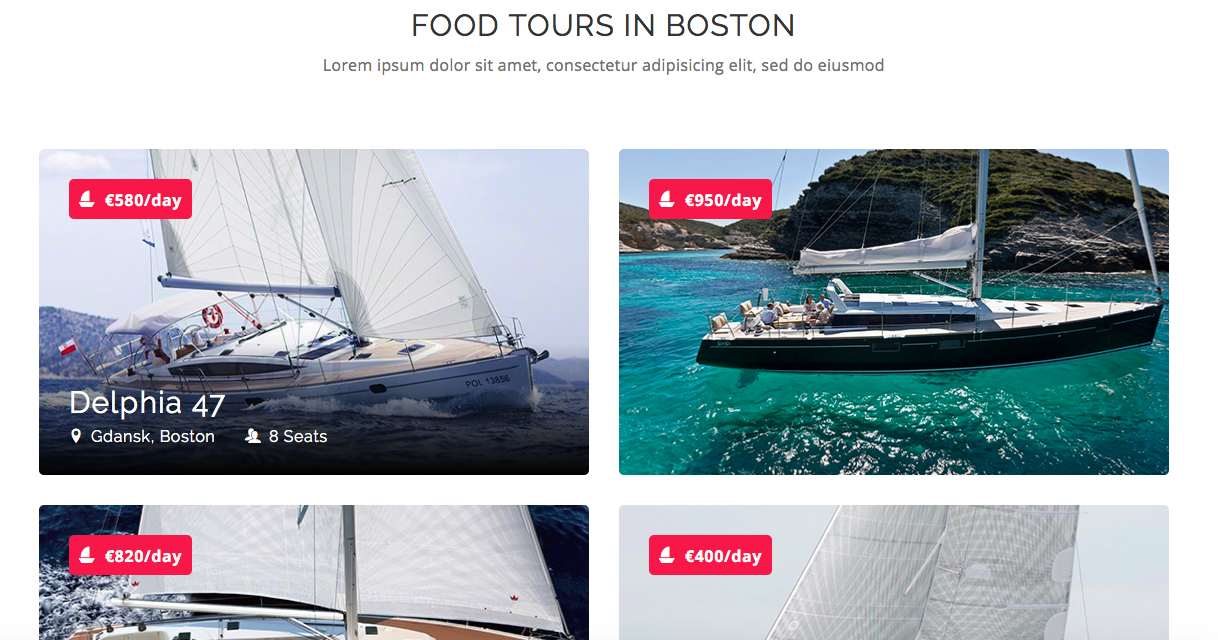 FOOD TOURS IN BOSTON
Lorem ipsum dolor sit amet, consectetur adipisicing elit, sed do eiusmod
€580/day
€950/day
POL 13856
Delphia 47
Gdansk, Boston 8 Seats
€820/day
€400/day